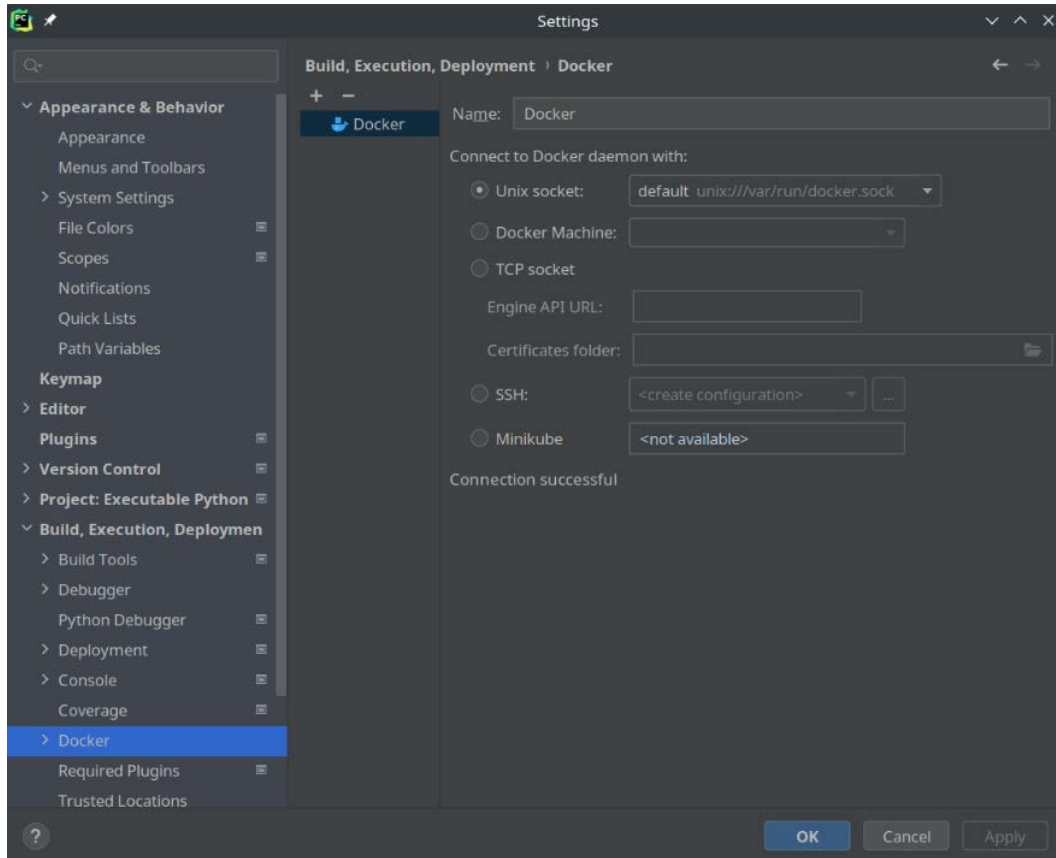 PC
Settings
Build, Execution, Deployment › Docker
Appearance & Behavior
Appearance
Menus and Toolbars
System Settings
File Colors
Scopes
Notifications
Quick Lists
Path Variables
Keymap
Editor
Plugins
Version Control
Project: Executable Python
Build, Execution, Deploymen
Build Tools
Debugger
Python Debugger
Deployment
Console
Coverage
Docker
Required Plugins
Trusted Locations
+ −
Docker
Name: Docker
Connect to Docker daemon with:
Unix socket: default unix:///var/run/docker.sock
Docker Machine:
TCP socket
Engine API URL:
Certificates folder:
SSH: <create configuration> ...
Minikube <not available>
Connection successful
? OK Cancel Apply